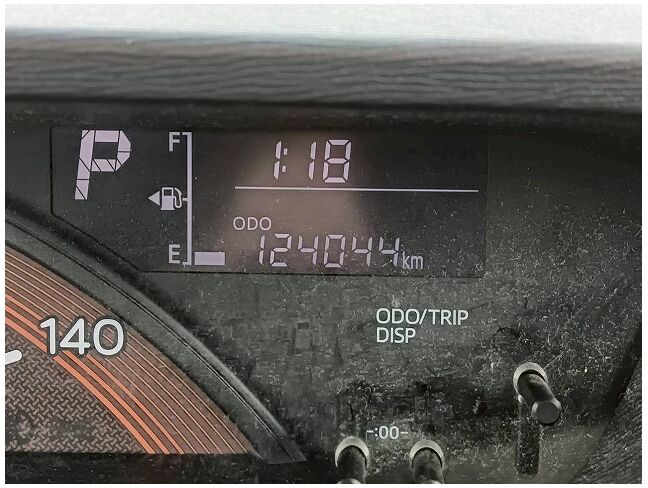 P
F
1:18
ODO
E
124044km
140
ODO/TRIP
DISP
-:00-